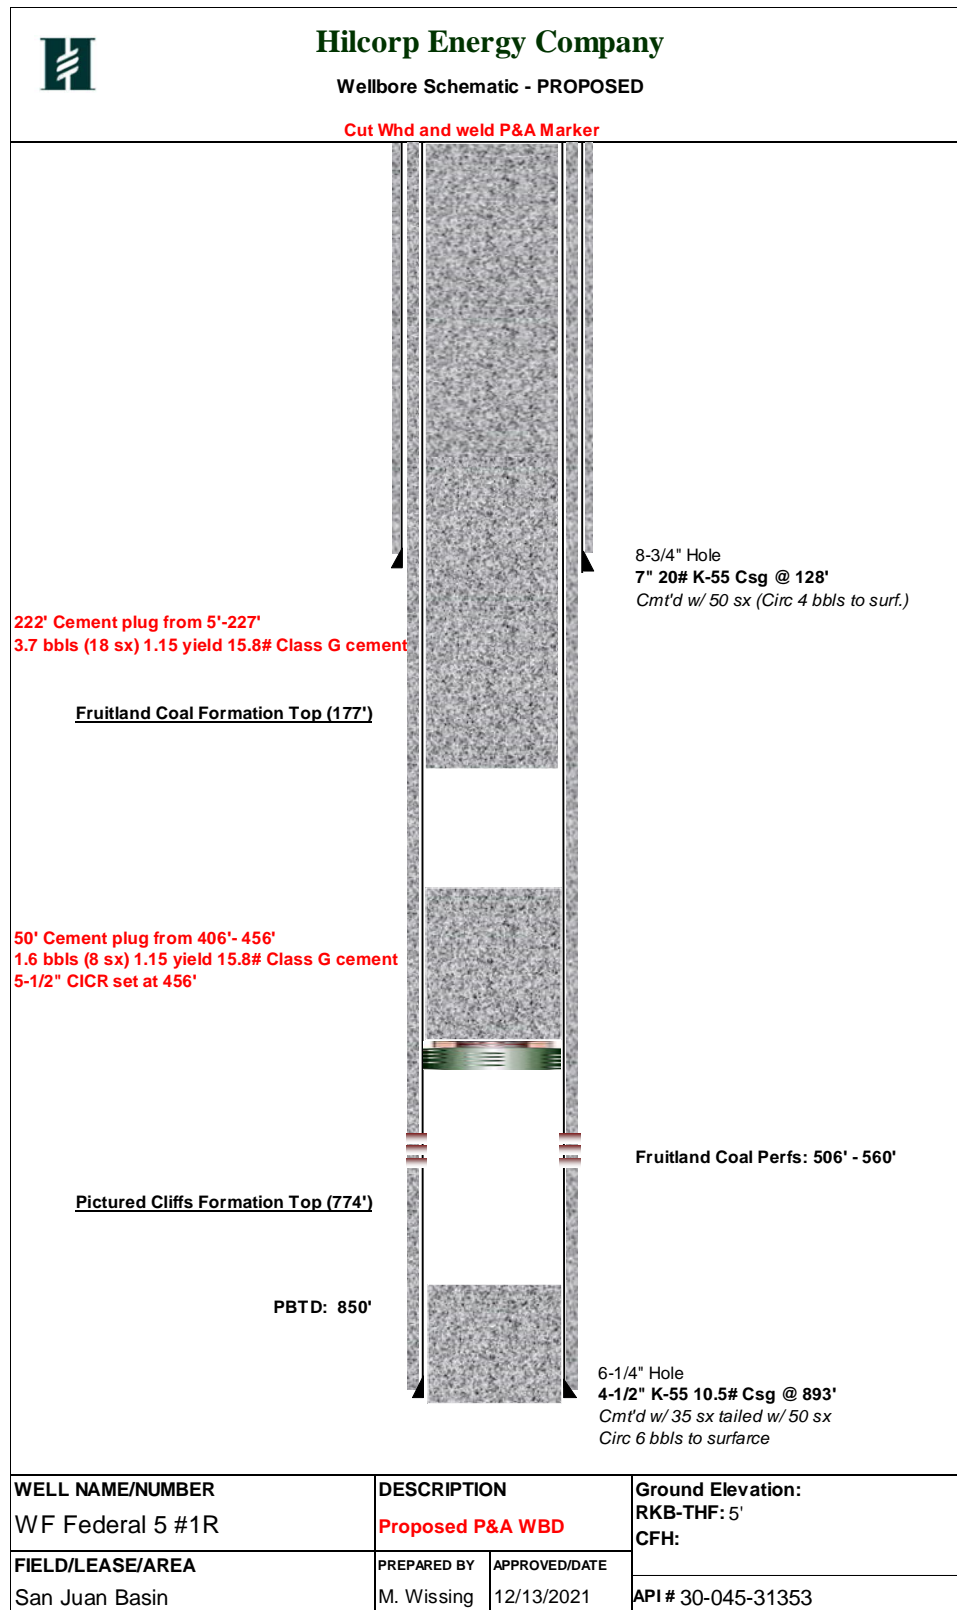 Hilcorp Energy Company
Wellbore Schematic - PROPOSED
Cut Whd and weld P&A Marker
8-3/4" Hole
7" 20# K-55 Csg @ 128'
Cmt'd w/ 50 sx (Circ 4 bbls to surf.)
222' Cement plug from 5'-227'
3.7 bbls (18 sx) 1.15 yield 15.8# Class G cement
Fruitland Coal Formation Top (177')
50' Cement plug from 406'- 456'
1.6 bbls (8 sx) 1.15 yield 15.8# Class G cement
5-1/2" CICR set at 456'
Fruitland Coal Perfs: 506' - 560'
Pictured Cliffs Formation Top (774')
PBTD: 850'
6-1/4" Hole
4-1/2" K-55 10.5# Csg @ 893'
Cmt'd w/ 35 sx tailed w/ 50 sx
Circ 6 bbls to surfarce
WELL NAME/NUMBER
WF Federal 5 #1R
DESCRIPTION
Proposed P&A WBD
Ground Elevation:
RKB-THF: 5'
CFH:
FIELD/LEASE/AREA
San Juan Basin
PREPARED BY
M. Wissing
APPROVED/DATE
12/13/2021
API # 30-045-31353